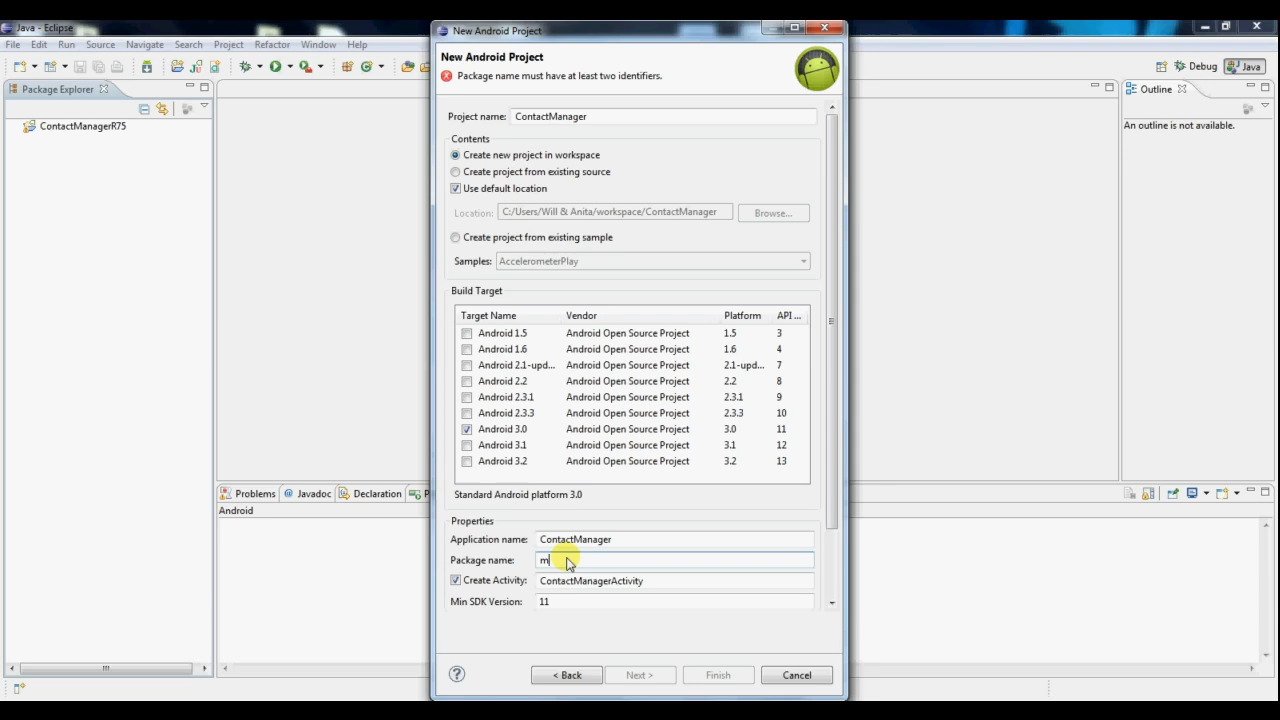 Java - Eclipse
File Edit Run Source Navigate Search Project Refactor Window Help
Debug Java
Package Explorer
ContactManagerR75
Outline
An outline is not available.
New Android Project
New Android Project
Package name must have at least two identifiers.
Project name: ContactManager
Contents
Create new project in workspace
Create project from existing source
Use default location
Location: C:/Users/Will & Anita/workspace/ContactManager Browse...
Create project from existing sample
Samples: AccelerometerPlay
Build Target
Target Name Vendor Platform API ...
Android 1.5 Android Open Source Project 1.5 3
Android 1.6 Android Open Source Project 1.6 4
Android 2.1-upd... Android Open Source Project 2.1-upd... 7
Android 2.2 Android Open Source Project 2.2 8
Android 2.3.1 Android Open Source Project 2.3.1 9
Android 2.3.3 Android Open Source Project 2.3.3 10
Android 3.0 Android Open Source Project 3.0 11
Android 3.1 Android Open Source Project 3.1 12
Android 3.2 Android Open Source Project 3.2 13
Standard Android platform 3.0
Properties
Application name: ContactManager
Package name: m
Create Activity: ContactManagerActivity
Min SDK Version: 11
< Back Next > Finish Cancel
Problems @ Javadoc Declaration P
Android